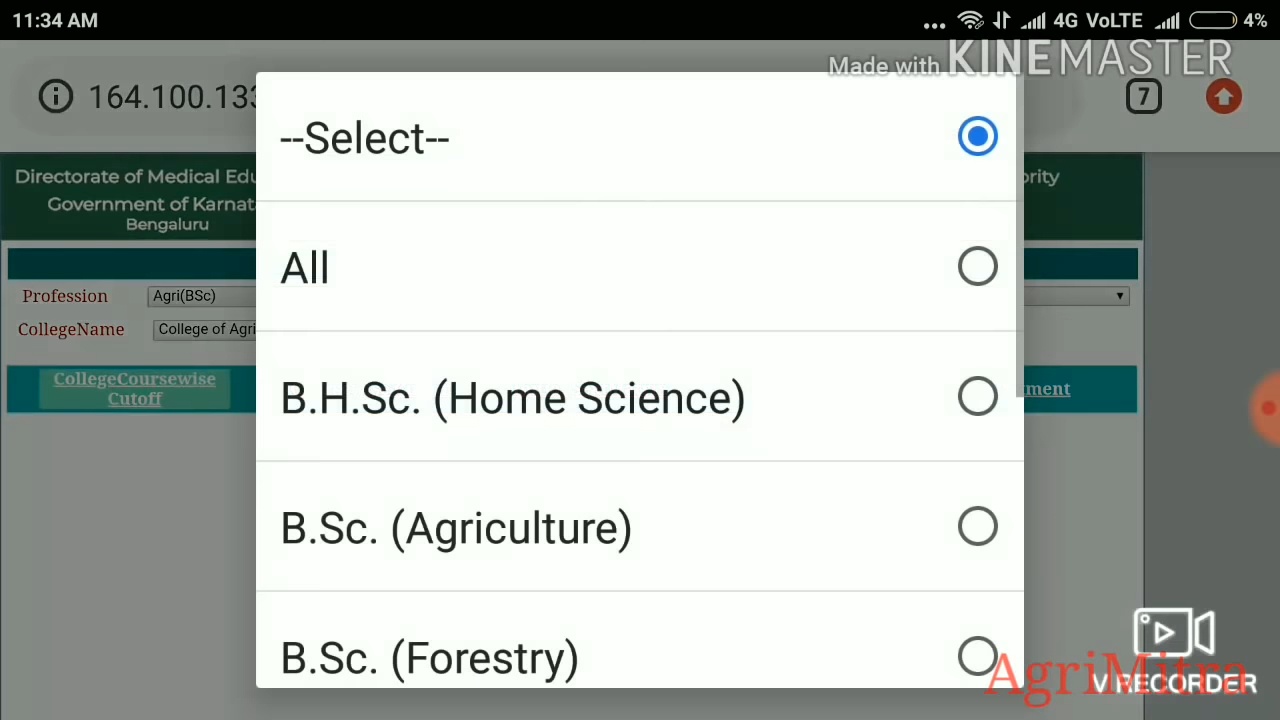 11:34 AM
... 4G VoLTE 4%
Made with KINEMASTER
164.100.133
7
--Select--
Directorate of Medical Edu
ority
Government of Karnat
Bengaluru
All
Profession Agri(BSc)
CollegeName College of Agri
CollegeCoursewise
Cutoff
ment
B.H.Sc. (Home Science)
B.Sc. (Agriculture)
B.Sc. (Forestry)
AgriMitra
V RECORDER